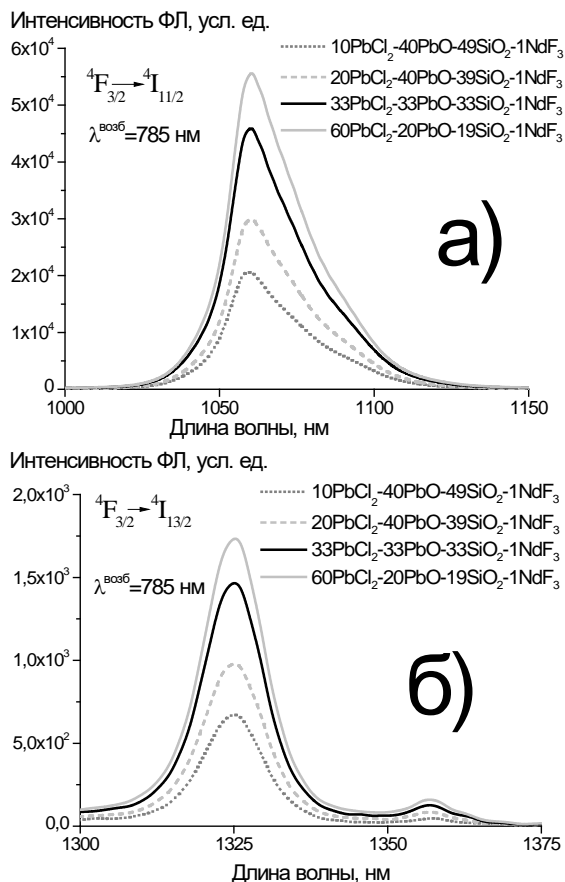 Интенсивность ФЛ, усл. ед.
6x10⁴
5x10⁴
4x10⁴
3x10⁴
2x10⁴
1x10⁴
0
⁴F₃/₂→⁴I₁₁/₂
λᵛᵒᶾᵇ=785 нм
10PbCl₂-40PbO-49SiO₂-1NdF₃
20PbCl₂-40PbO-39SiO₂-1NdF₃
33PbCl₂-33PbO-33SiO₂-1NdF₃
60PbCl₂-20PbO-19SiO₂-1NdF₃
а)
1000 1050 1100 1150
Длина волны, нм
Интенсивность ФЛ, усл. ед.
2,0x10³
1,5x10³
1,0x10³
5,0x10²
0,0
⁴F₃/₂→⁴I₁₃/₂
λᵛᵒᶾᵇ=785 нм
10PbCl₂-40PbO-49SiO₂-1NdF₃
20PbCl₂-40PbO-39SiO₂-1NdF₃
33PbCl₂-33PbO-33SiO₂-1NdF₃
60PbCl₂-20PbO-19SiO₂-1NdF₃
б)
1300 1325 1350 1375
Длина волны, нм